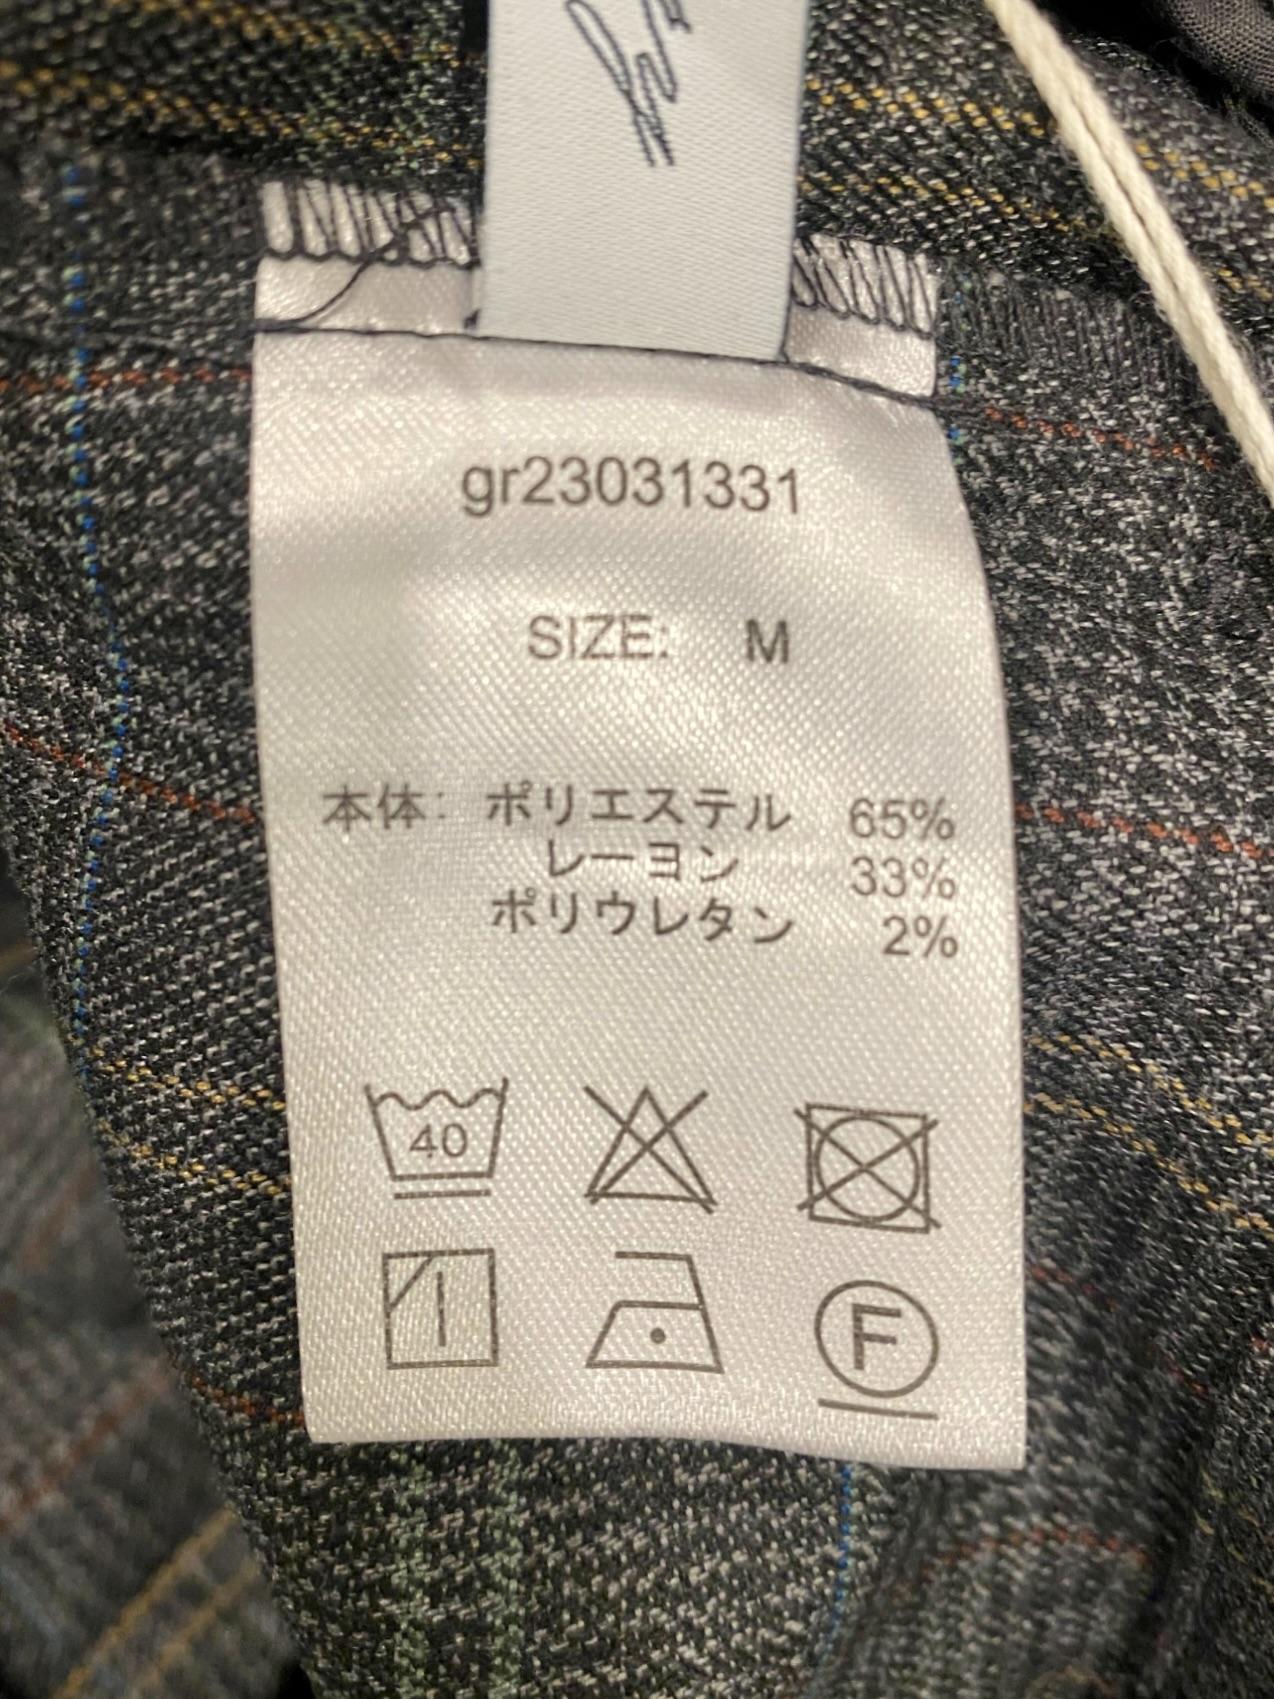 gr23031331
SIZE: M
本体: ポリエステル 65%
レーヨン 33%
ポリウレタン 2%
40
F